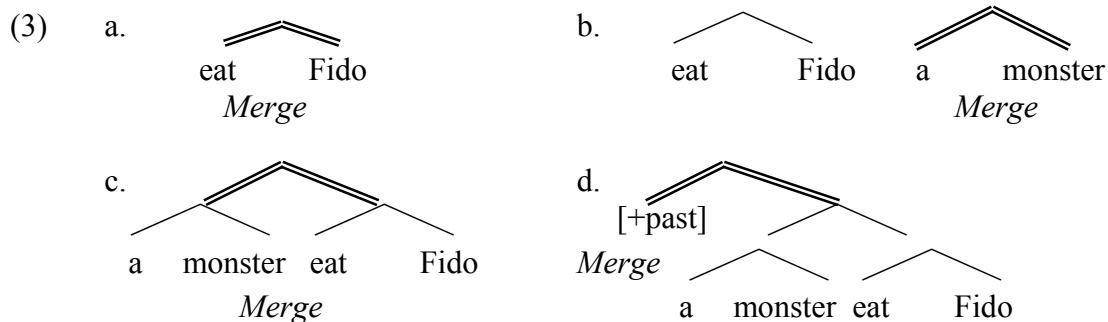 (3) a. b.
eat Fido eat Fido a monster
Merge Merge
c. d.
[+past]
a monster eat Fido Merge
Merge a monster eat Fido